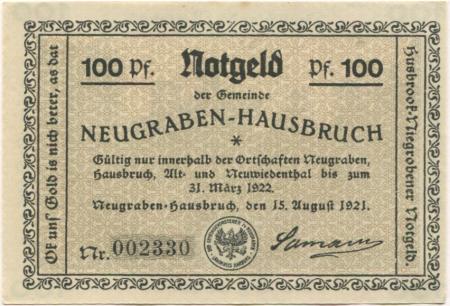 100 Pf. Notgeld Pf. 100
der Gemeinde
NEUGRABEN-HAUSBRUCH
*
Gültig nur innerhalb der Ortschaften Neugraben,
Hausbruch, Alt- und Neuwiedenthal bis zum
31. März 1922.
Neugraben-Hausbruch, den 15. August 1921.
Nr. 002330
Ok uns' Gold is nich beter, as dat
Husbrook-Niegrobener Notgeld.